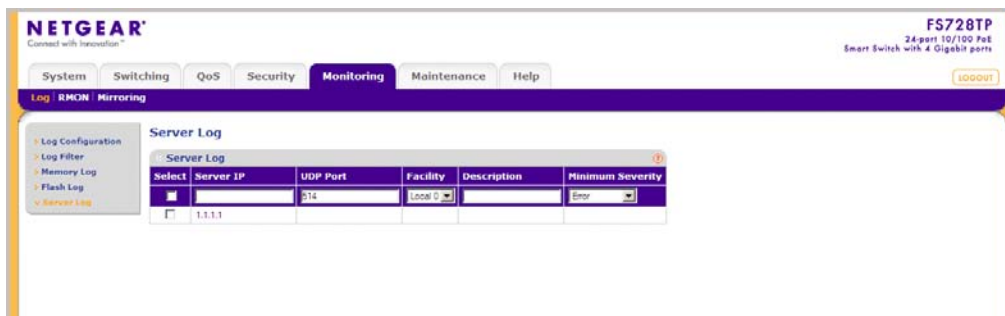 NETGEAR
Connect with Innovation™
FS728TP
24-port 10/100 PoE
Smart Switch with 4 Gigabit ports
System Switching QoS Security Monitoring Maintenance Help
LOGOUT
Log RMON Mirroring
Log Configuration
Log Filter
Memory Log
Flash Log
Server Log
Server Log
Server Log
Select Server IP UDP Port Facility Description Minimum Severity
514 Local 0 Error
1.1.1.1